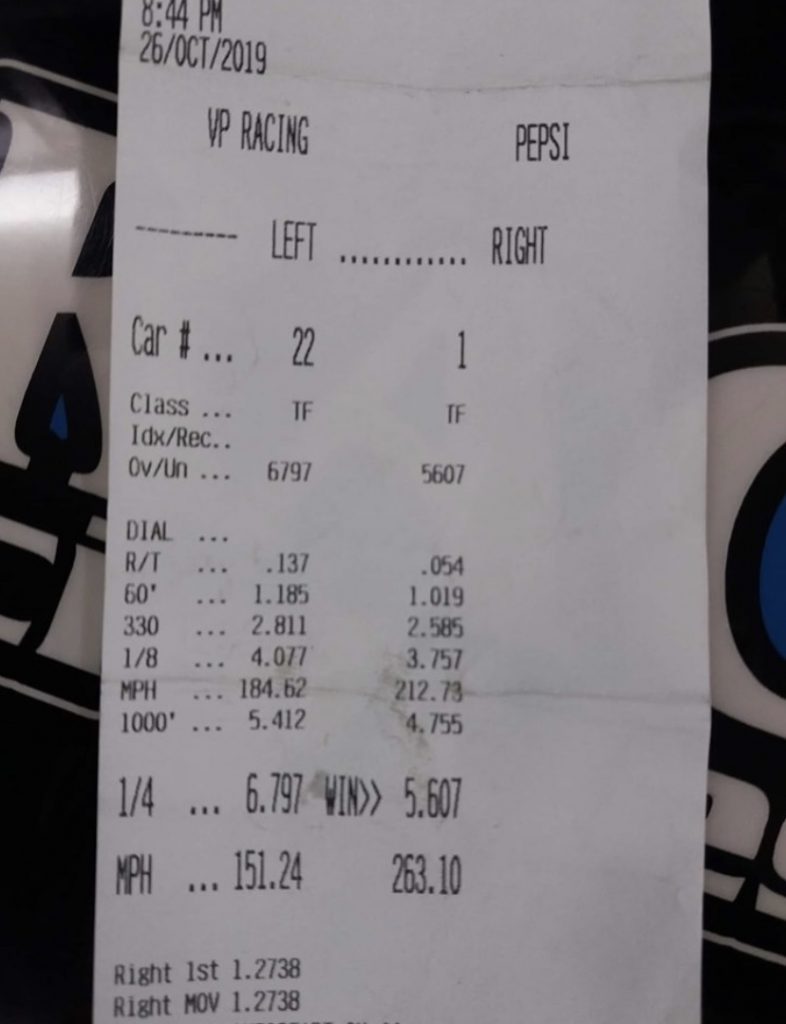 8:44 PM
26/OCT/2019
VP RACING PEPSI
--------- LEFT ............ RIGHT
Car # ... 22 1
Class ... TF TF
Idx/Rec..
Ov/Un ... 6797 5607
DIAL ...
R/T ... .137 .054
60' ... 1.185 1.019
330 ... 2.811 2.585
1/8 ... 4.077 3.757
MPH ... 184.62 212.73
1000' ... 5.412 4.755
1/4 ... 6.797 WIN>> 5.607
MPH ... 151.24 263.10
Right 1st 1.2738
Right MOV 1.2738